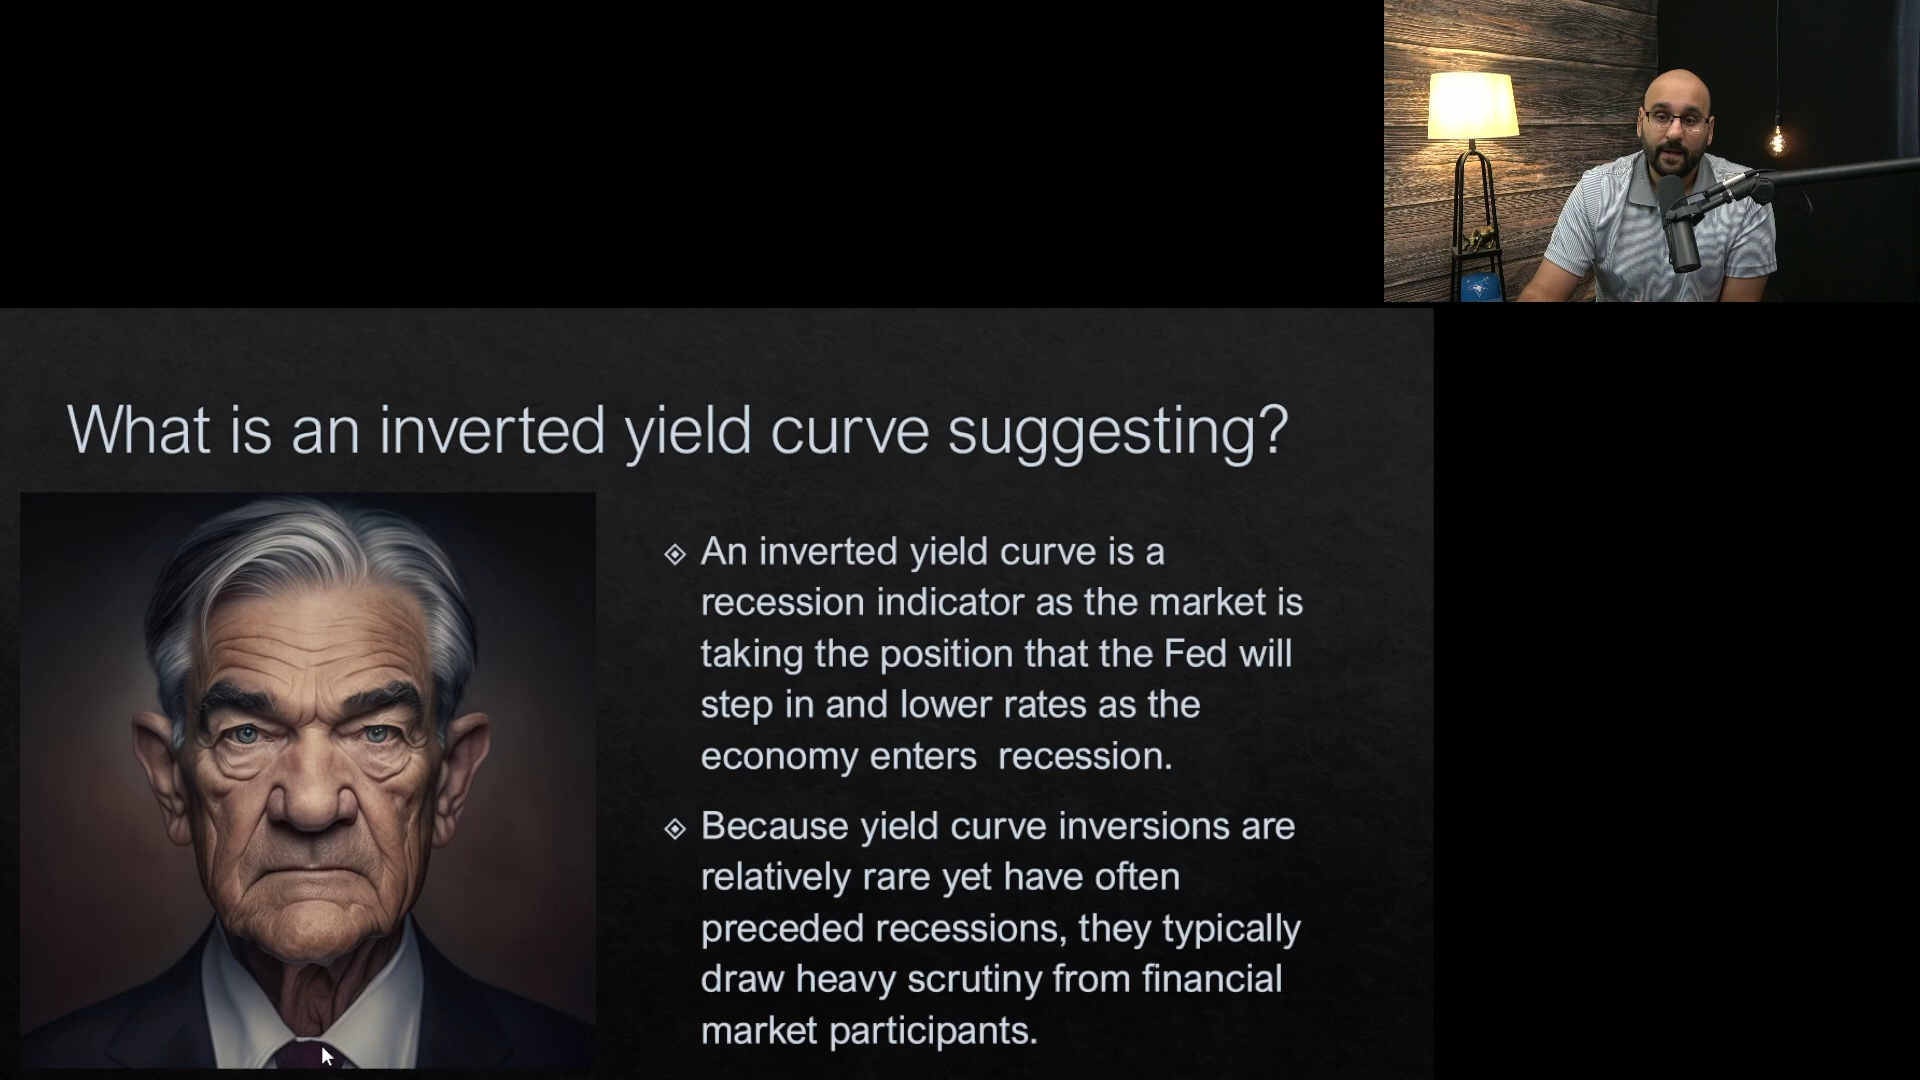 What is an inverted yield curve suggesting?
An inverted yield curve is a
recession indicator as the market is
taking the position that the Fed will
step in and lower rates as the
economy enters  recession.
Because yield curve inversions are
relatively rare yet have often
preceded recessions, they typically
draw heavy scrutiny from financial
market participants.